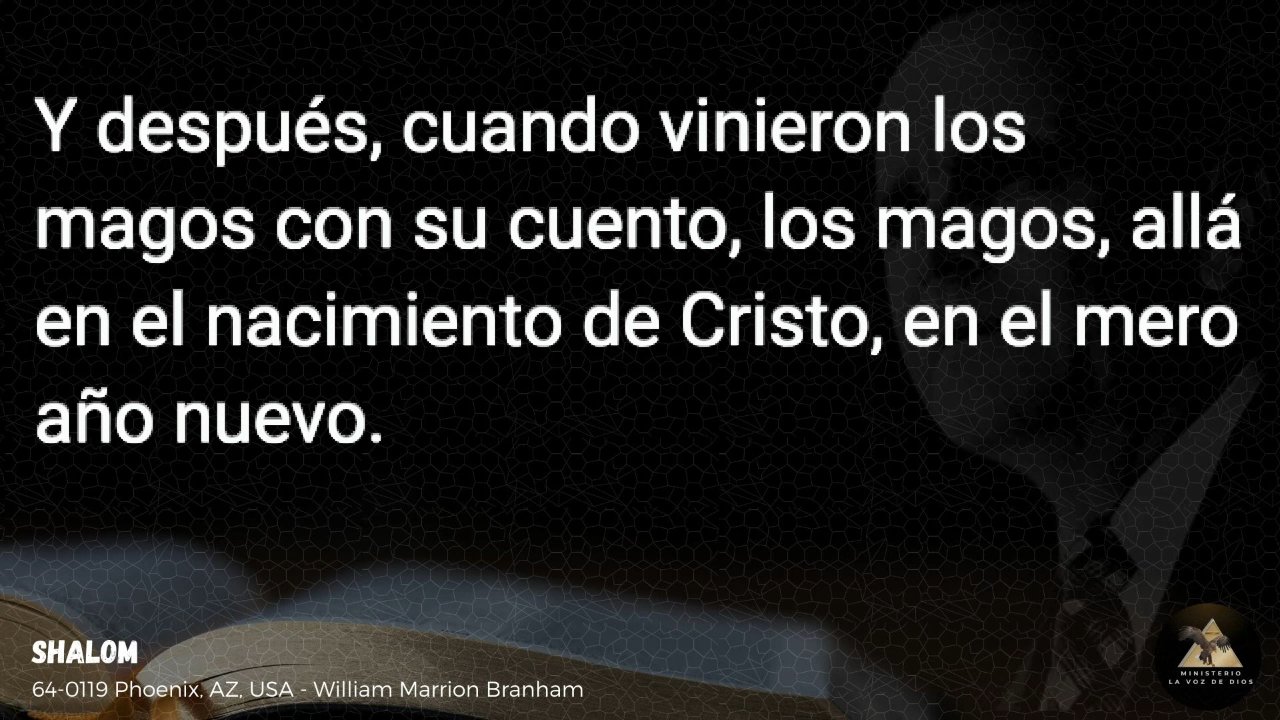 Y después, cuando vinieron los
magos con su cuento, los magos, allá
en el nacimiento de Cristo, en el mero
año nuevo.
SHALOM
64-0119 Phoenix, AZ, USA - William Marrion Branham
MINISTERIO
LA VOZ DE DIOS